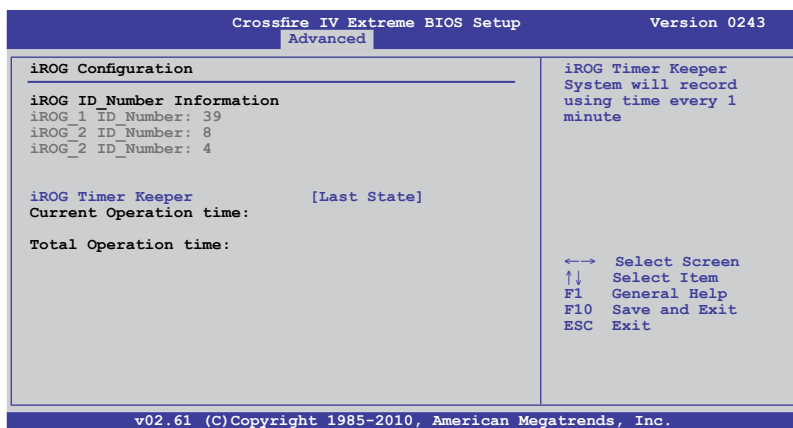 Crossfire IV Extreme BIOS Setup Version 0243
Advanced
iROG Configuration
iROG ID_Number Information
iROG_1 ID_Number: 39
iROG_2 ID_Number: 8
iROG_2 ID_Number: 4
iROG Timer Keeper [Last State]
Current Operation time:
Total Operation time:
iROG Timer Keeper
System will record
using time every 1
minute
←→ Select Screen
↑↓ Select Item
F1 General Help
F10 Save and Exit
ESC Exit
v02.61 (C)Copyright 1985-2010, American Megatrends, Inc.